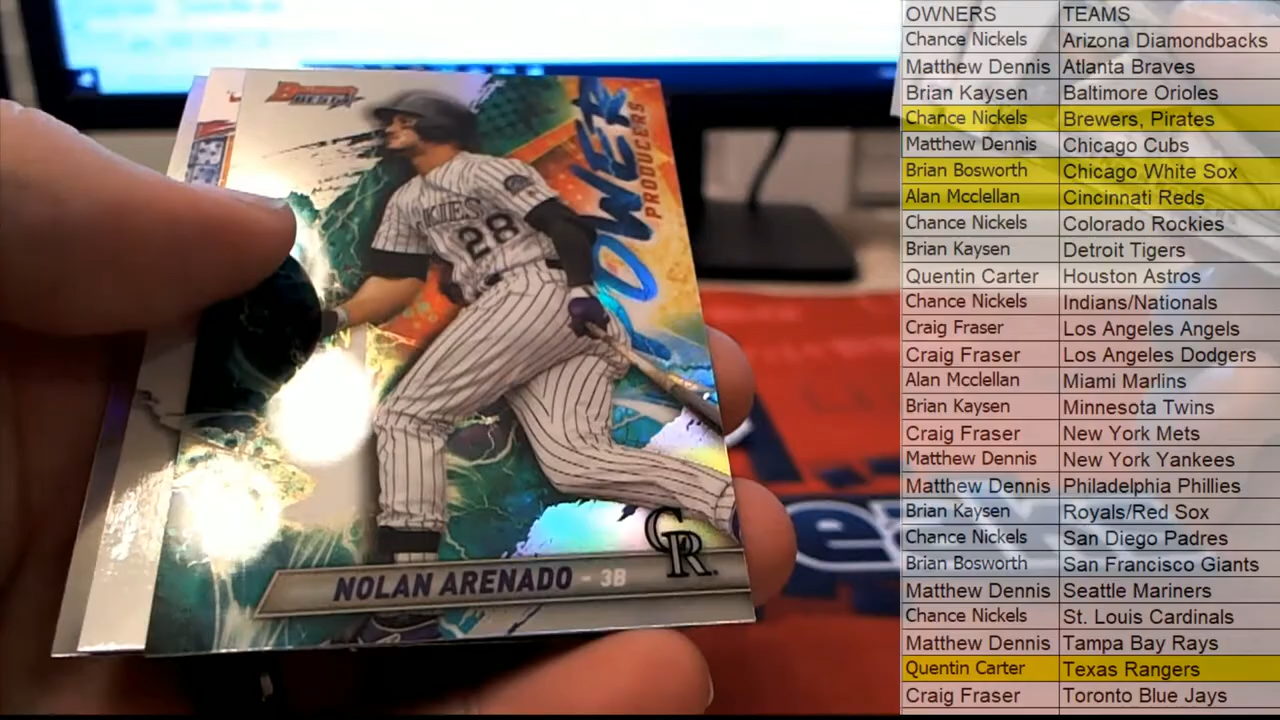 Bowman
POWER
PRODUCERS
KIES
28
CR
NOLAN ARENADO - 3B
OWNERS TEAMS
Chance Nickels Arizona Diamondbacks
Matthew Dennis Atlanta Braves
Brian Kaysen Baltimore Orioles
Chance Nickels Brewers, Pirates
Matthew Dennis Chicago Cubs
Brian Bosworth Chicago White Sox
Alan Mcclellan Cincinnati Reds
Chance Nickels Colorado Rockies
Brian Kaysen Detroit Tigers
Quentin Carter Houston Astros
Chance Nickels Indians/Nationals
Craig Fraser Los Angeles Angels
Craig Fraser Los Angeles Dodgers
Alan Mcclellan Miami Marlins
Brian Kaysen Minnesota Twins
Craig Fraser New York Mets
Matthew Dennis New York Yankees
Matthew Dennis Philadelphia Phillies
Brian Kaysen Royals/Red Sox
Chance Nickels San Diego Padres
Brian Bosworth San Francisco Giants
Matthew Dennis Seattle Mariners
Chance Nickels St. Louis Cardinals
Matthew Dennis Tampa Bay Rays
Quentin Carter Texas Rangers
Craig Fraser Toronto Blue Jays